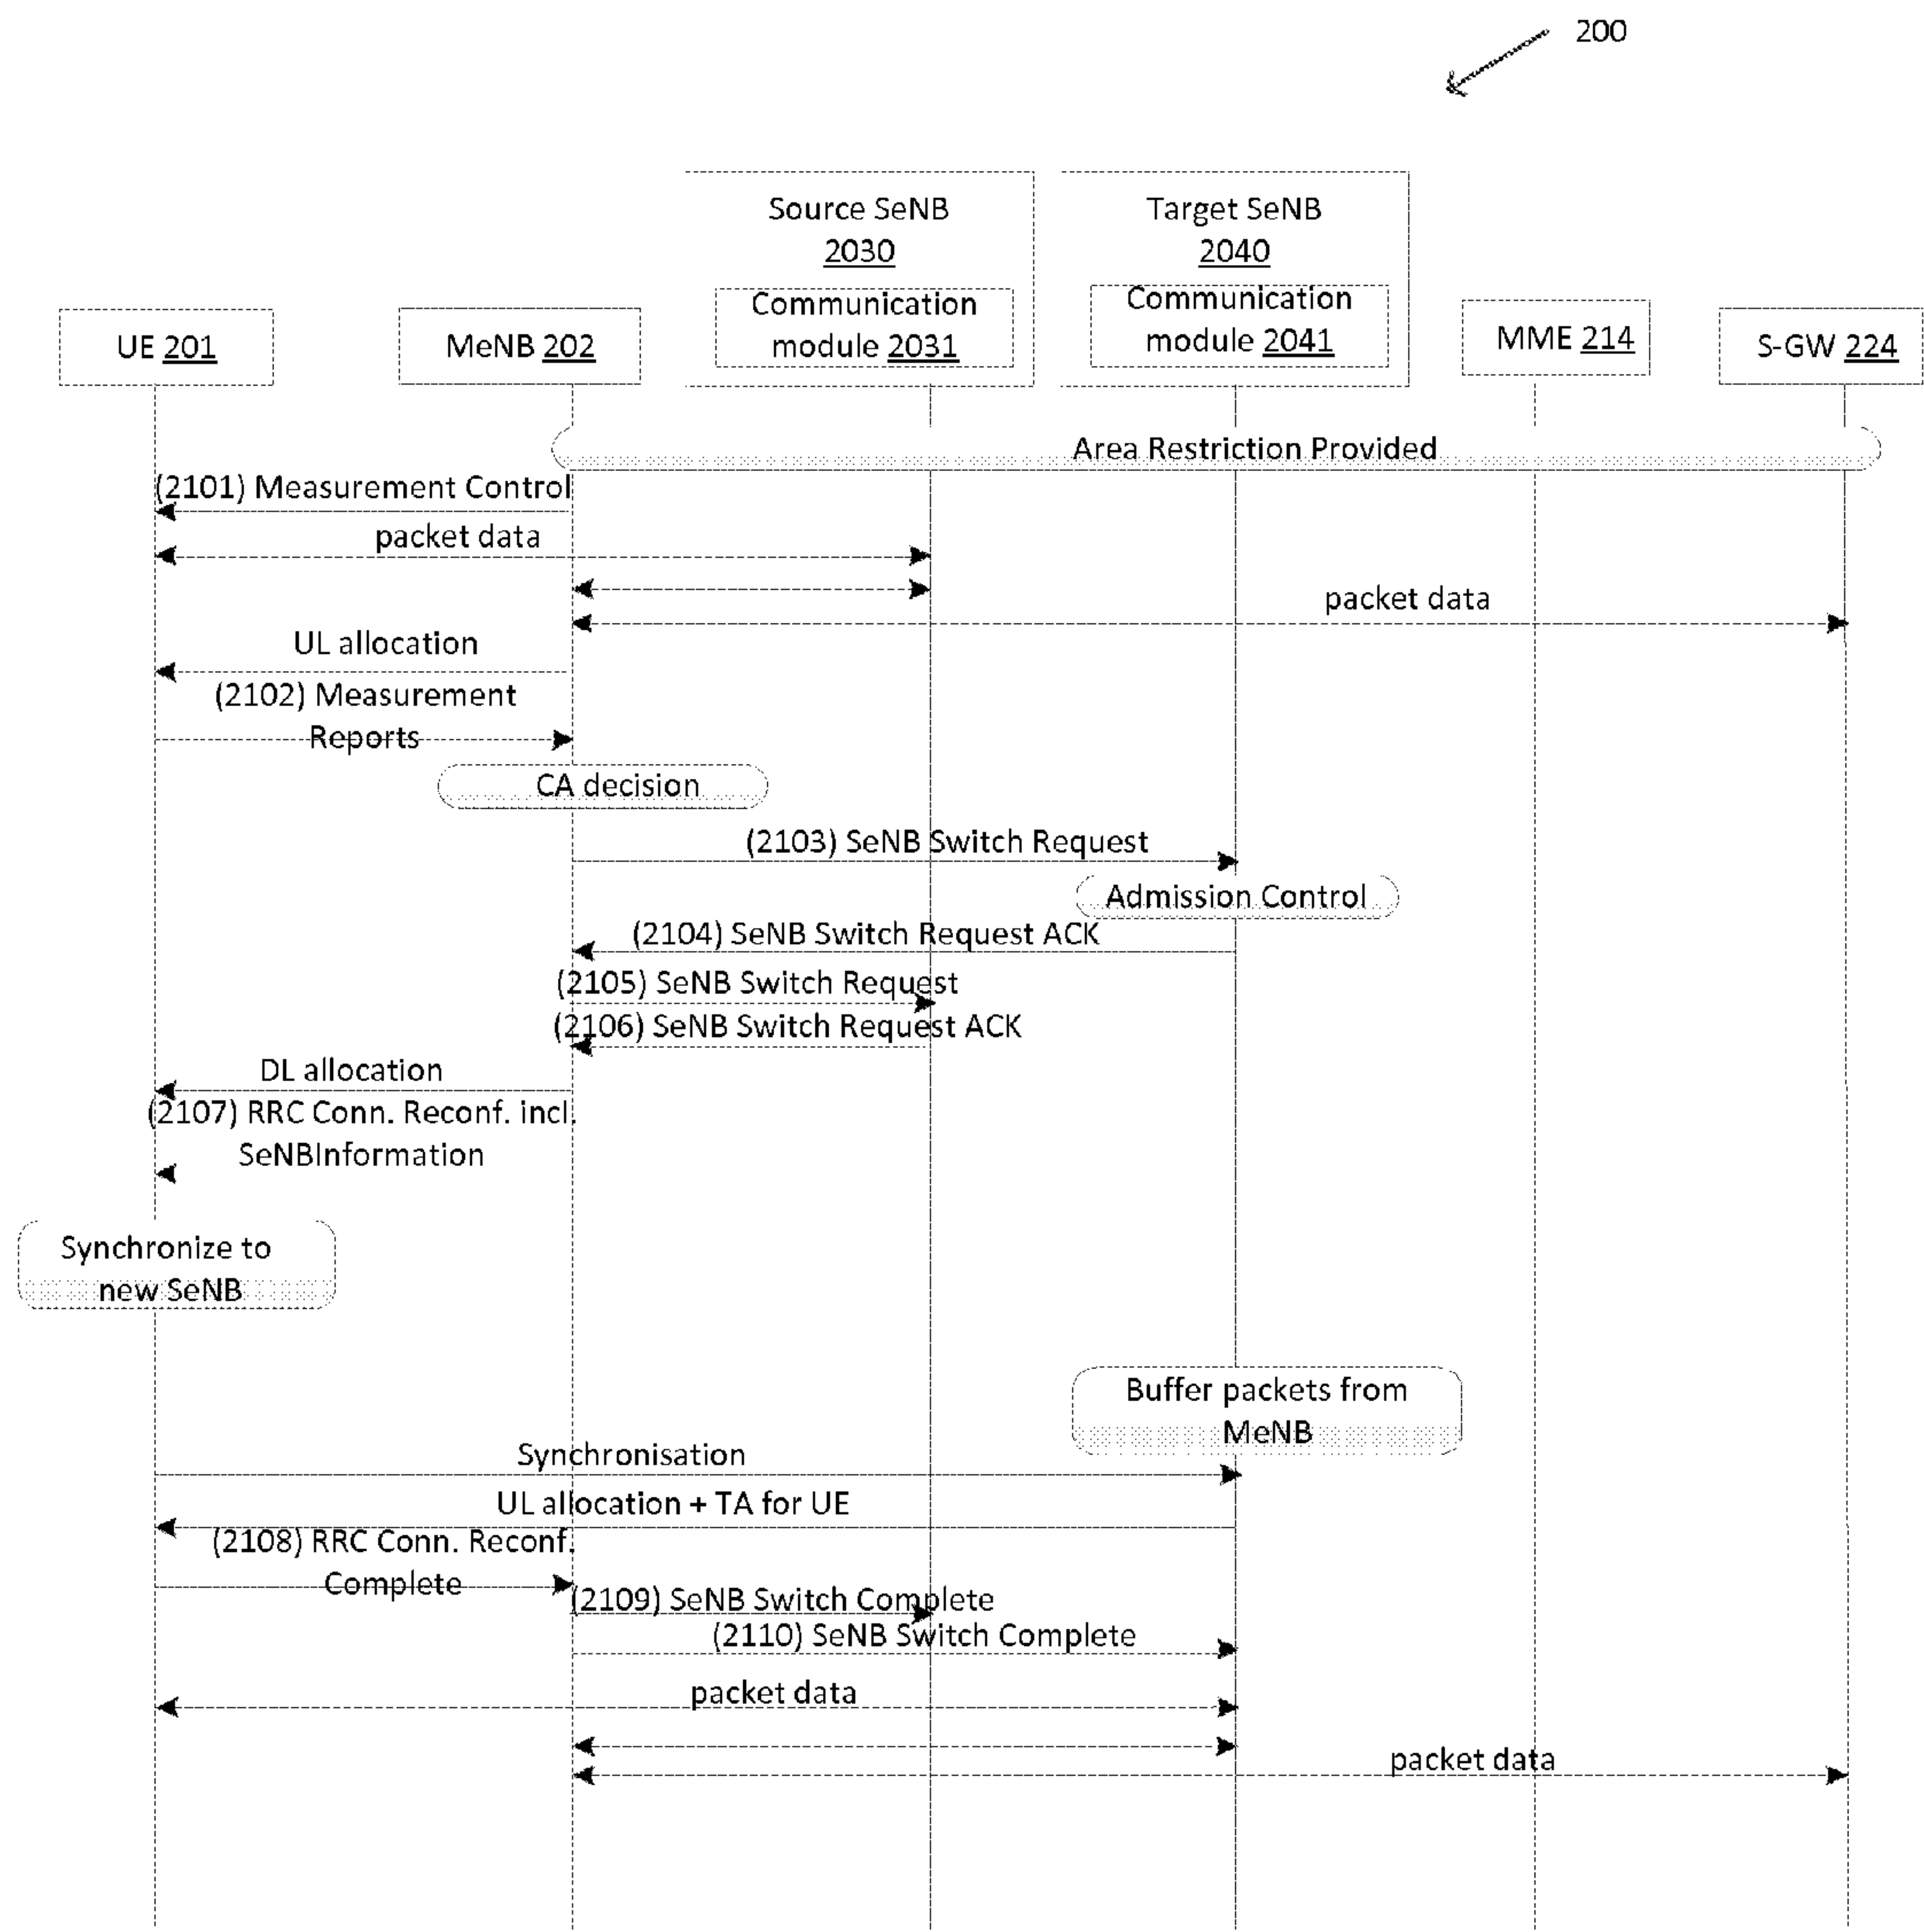 200
Source SeNB
2030
Communication
module 2031
Target SeNB
2040
Communication
module 2041
UE 201
MeNB 202
MME 214
S-GW 224
Area Restriction Provided
(2101) Measurement Control
packet data
packet data
UL allocation
(2102) Measurement
Reports
CA decision
(2103) SeNB Switch Request
Admission Control
(2104) SeNB Switch Request ACK
(2105) SeNB Switch Request
(2106) SeNB Switch Request ACK
DL allocation
(2107) RRC Conn. Reconf. incl.
SeNBInformation
Synchronize to
new SeNB
Buffer packets from
MeNB
Synchronisation
UL allocation + TA for UE
(2108) RRC Conn. Reconf.
Complete
(2109) SeNB Switch Complete
(2110) SeNB Switch Complete
packet data
packet data